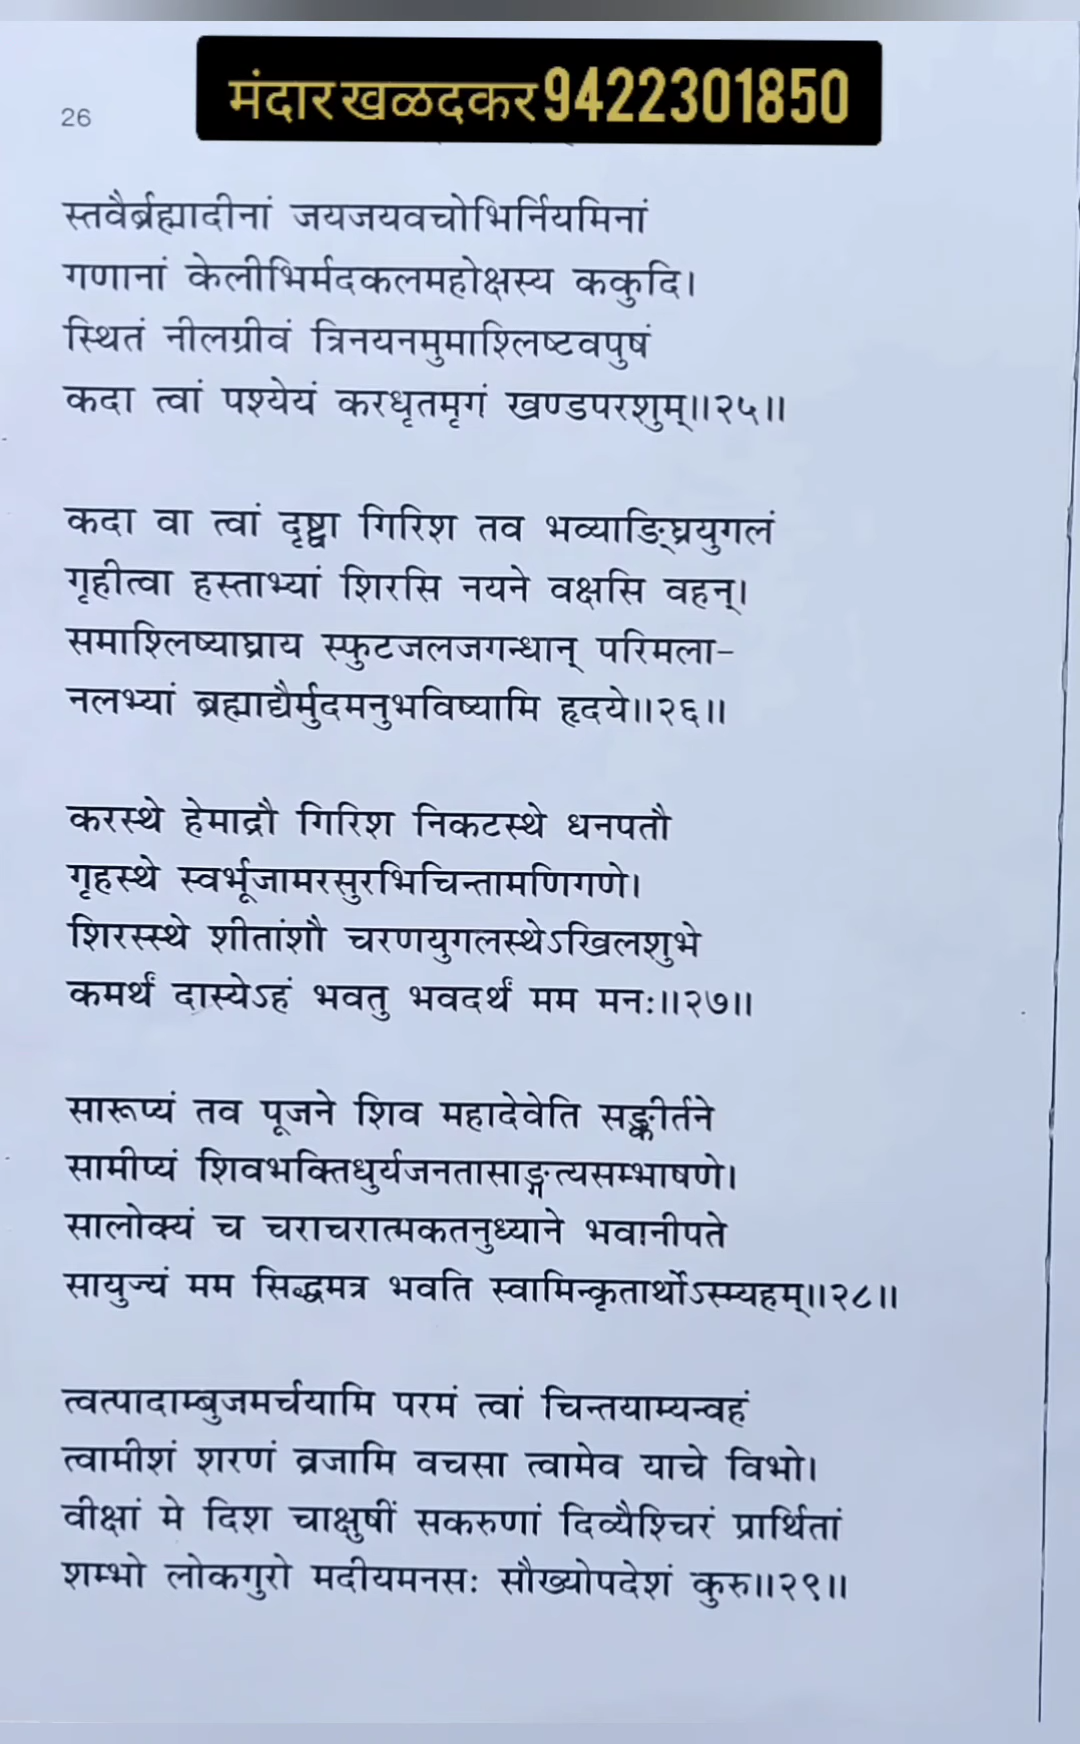 मंदार खळदकर 9422301850
26
स्तवैर्ब्रह्मादीनां जयजयवचोभिर्नियमिनां
गणानां केलीभिर्मदकलमहोक्षस्य ककुदि।
स्थितं नीलग्रीवं त्रिनयनमुमाश्लिष्टवपुषं
कदा त्वां पश्येयं करधृतमृगं खण्डपरशुम्॥२५॥
कदा वा त्वां दृष्ट्वा गिरिश तव भव्याङ्घ्रियुगलं
गृहीत्वा हस्ताभ्यां शिरसि नयने वक्षसि वहन्।
समाश्लिष्याघ्राय स्फुटजलजगन्धान् परिमला-
नलभ्यां ब्रह्माद्यैर्मुदमनुभविष्यामि हृदये॥२६॥
करस्थे हेमाद्रौ गिरिश निकटस्थे धनपतौ
गृहस्थे स्वर्भूजामरसुरभिचिन्तामणिगणे।
शिरस्स्थे शीतांशौ चरणयुगलस्थेऽखिलशुभे
कमर्थं दास्येऽहं भवतु भवदर्थं मम मनः॥२७॥
सारूप्यं तव पूजने शिव महादेवेति सङ्कीर्तने
सामीप्यं शिवभक्तिधुर्यजनतासाङ्गत्यसम्भाषणे।
सालोक्यं च चराचरात्मकतनुध्याने भवानीपते
सायुज्यं मम सिद्धमत्र भवति स्वामिन्कृतार्थोऽस्म्यहम्॥२८॥
त्वत्पादाम्बुजमर्चयामि परमं त्वां चिन्तयाम्यन्वहं
त्वामीशं शरणं व्रजामि वचसा त्वामेव याचे विभो।
वीक्षां मे दिश चाक्षुषीं सकरुणां दिव्यैश्चिरं प्रार्थितां
शम्भो लोकगुरो मदीयमनसः सौख्योपदेशं कुरु॥२९॥